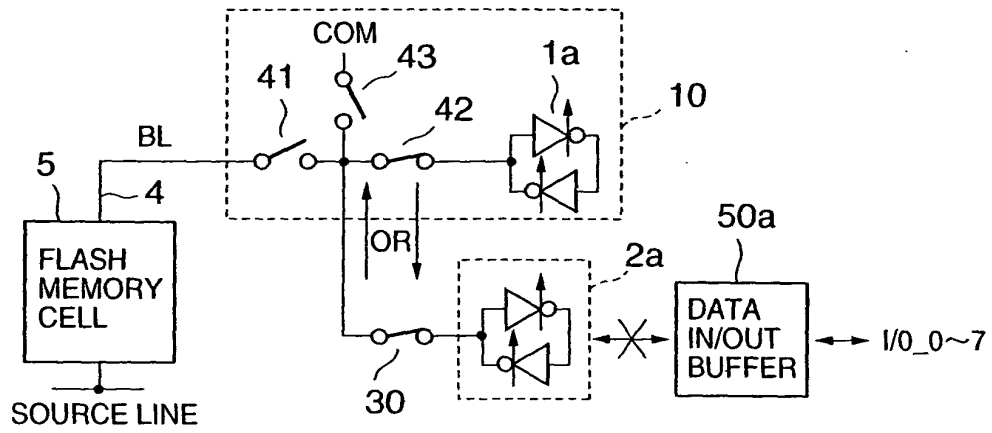 COM
43
1a
41
42
10
BL
5
4
OR
50a
FLASH
MEMORY
CELL
2a
DATA
IN/OUT
BUFFER
I/0_0～7
30
SOURCE LINE